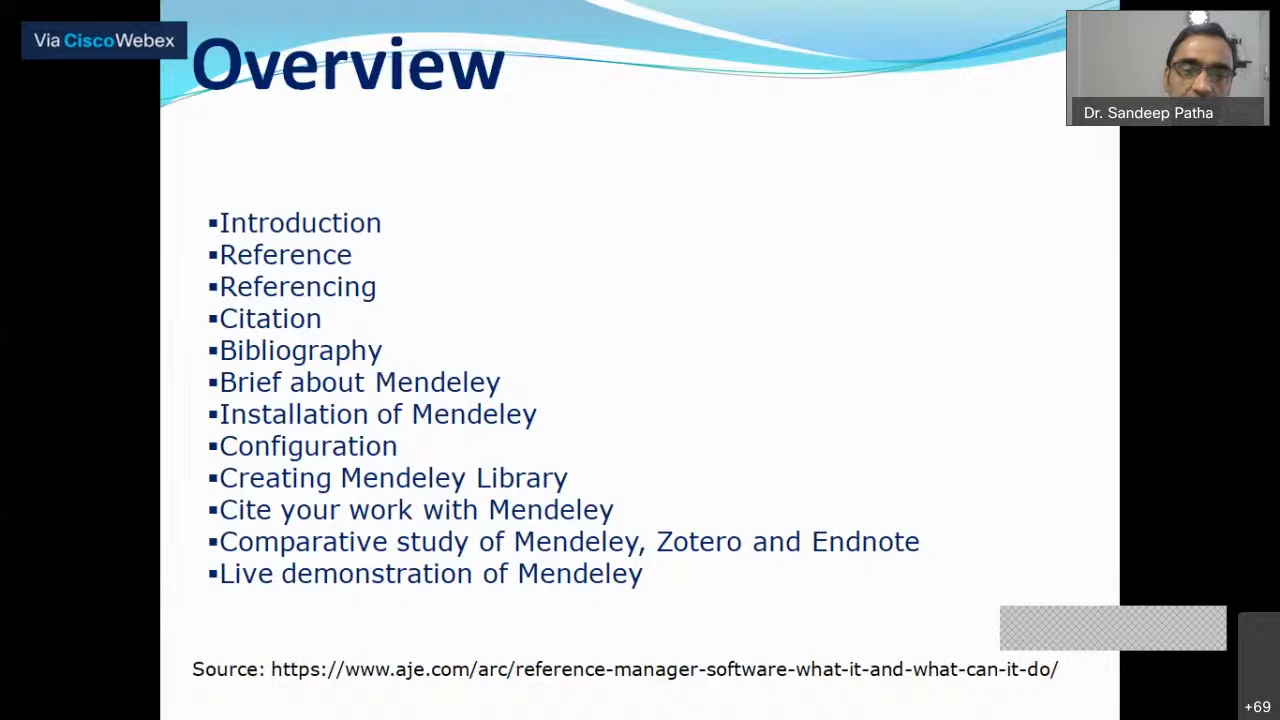 Via CiscoWebex
Overview
Dr. Sandeep Patha
▪Introduction
▪Reference
▪Referencing
▪Citation
▪Bibliography
▪Brief about Mendeley
▪Installation of Mendeley
▪Configuration
▪Creating Mendeley Library
▪Cite your work with Mendeley
▪Comparative study of Mendeley, Zotero and Endnote
▪Live demonstration of Mendeley
Source: https://www.aje.com/arc/reference-manager-software-what-it-and-what-can-it-do/
+69